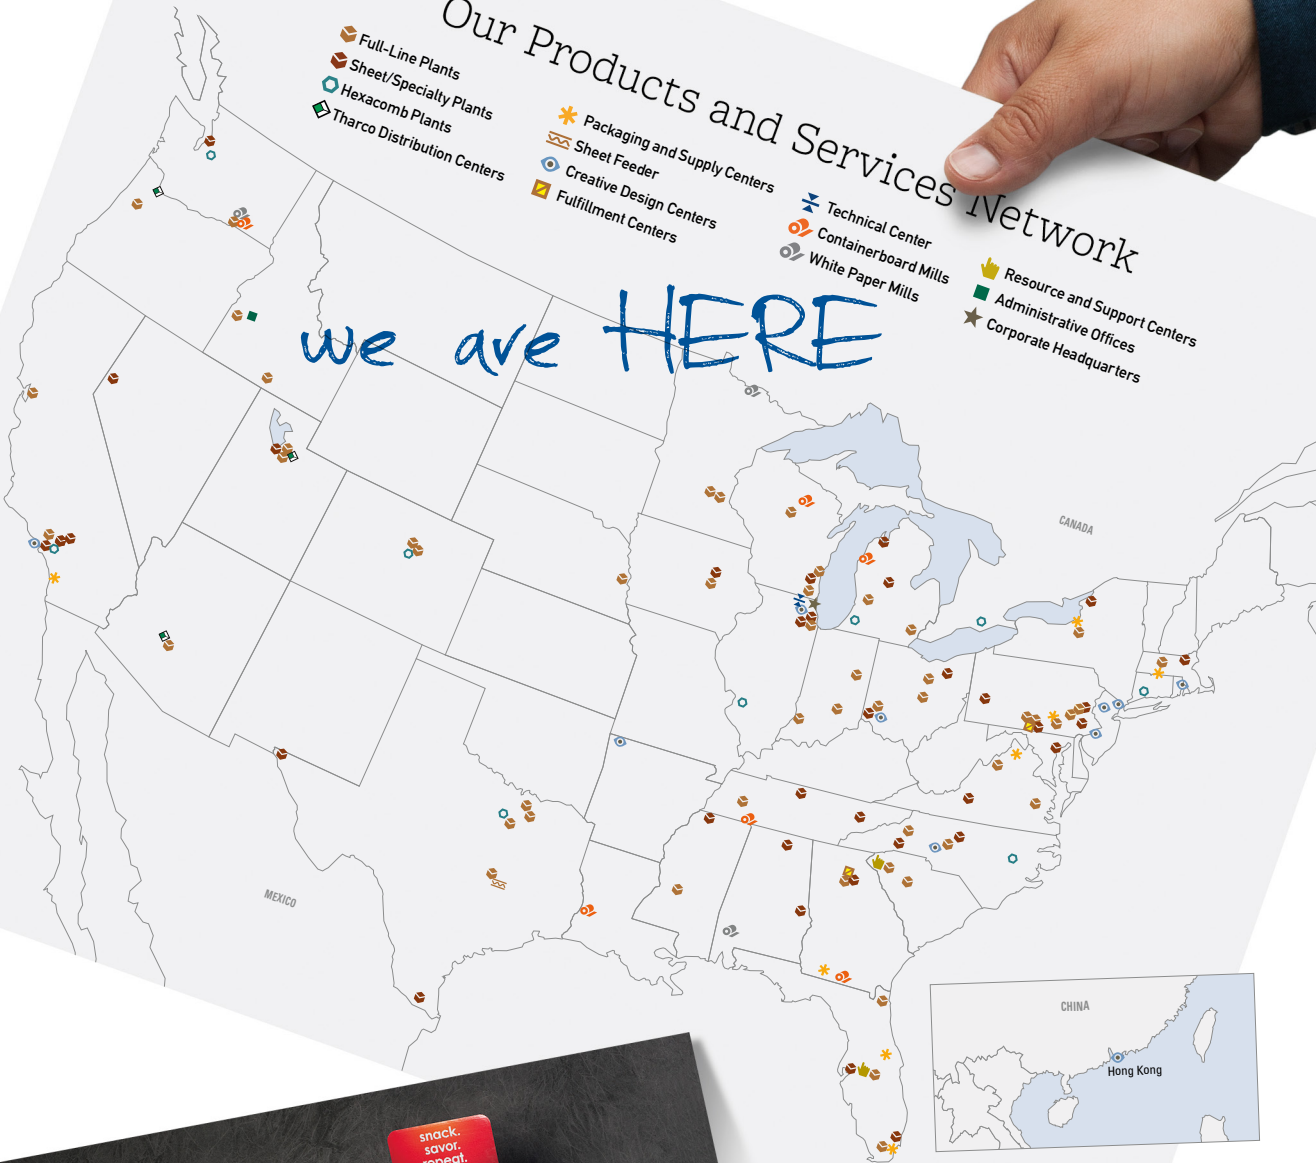 Our Products and Services Network
Full-Line Plants
Sheet/Specialty Plants
Hexacomb Plants
Tharco Distribution Centers
Packaging and Supply Centers
Sheet Feeder
Creative Design Centers
Fulfillment Centers
Technical Center
Containerboard Mills
White Paper Mills
Resource and Support Centers
Administrative Offices
Corporate Headquarters
we are HERE
CANADA
MEXICO
CHINA
Hong Kong
snack.
savor.
repeat.